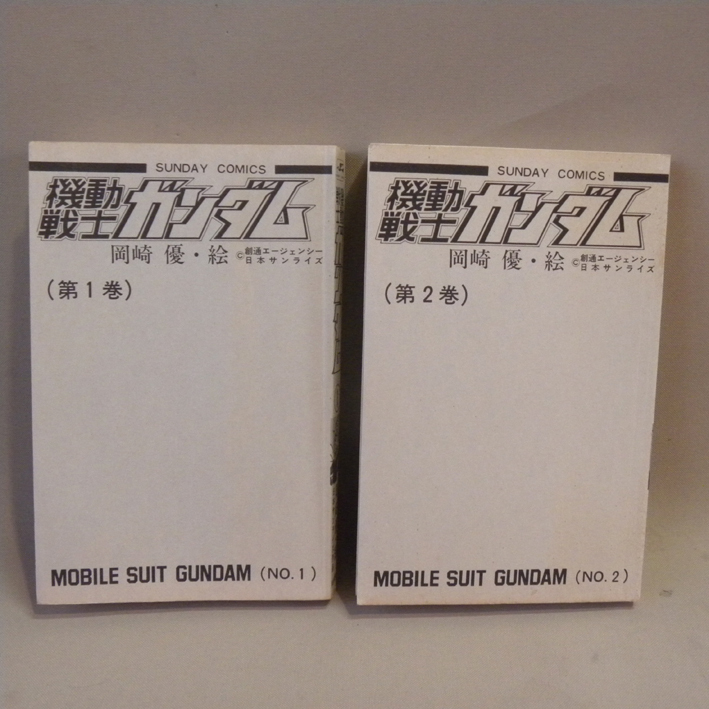 SUNDAY COMICS
機動
戦士
ガンダム
岡崎 優・絵
©創通エージェンシー
日本サンライズ
(第1巻)
MOBILE SUIT GUNDAM (NO.1)
SUNDAY COMICS
機動
戦士
ガンダム
岡崎 優・絵
©創通エージェンシー
日本サンライズ
(第2巻)
MOBILE SUIT GUNDAM (NO.2)